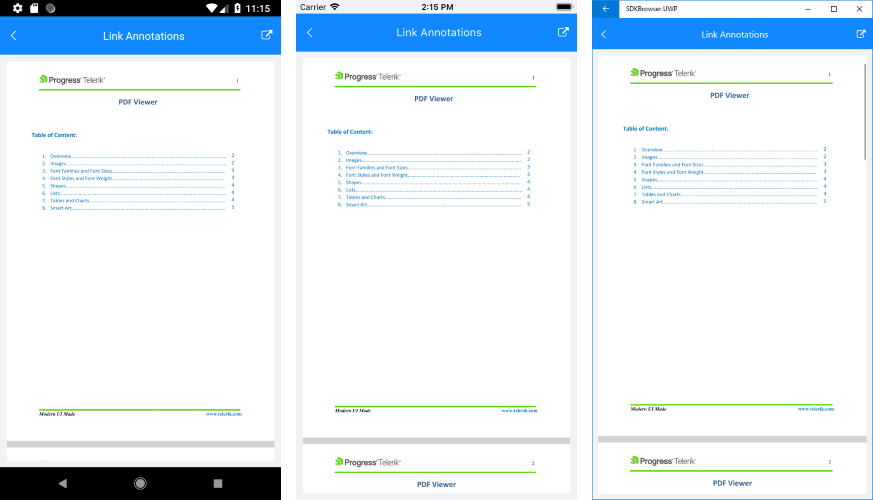 11:15
Link Annotations
Progress Telerik
1
PDF Viewer
Table of Content:
1. Overview 2
2. Images 2
3. Font Families and Font Sizes 3
4. Font Styles and Font Weight 3
5. Shapes 4
6. Lists 4
7. Tables and Charts 4
8. Smart Art 5
Modern UI Made www.telerik.com
Carrier 2:15 PM
Link Annotations
Progress Telerik
1
PDF Viewer
Table of Content:
1. Overview 2
2. Images 2
3. Font Families and Font Sizes 3
4. Font Styles and Font Weight 3
5. Shapes 4
6. Lists 4
7. Tables and Charts 4
8. Smart Art 5
Modern UI Made www.telerik.com
Progress Telerik
2
PDF Viewer
SDKBrowser.UWP
Link Annotations
Progress Telerik
1
PDF Viewer
Table of Content:
1. Overview 2
2. Images 2
3. Font Families and Font Sizes 3
4. Font Styles and Font Weight 3
5. Shapes 4
6. Lists 4
7. Tables and Charts 4
8. Smart Art 5
Modern UI Made www.telerik.com
Progress Telerik
2
PDF Viewer